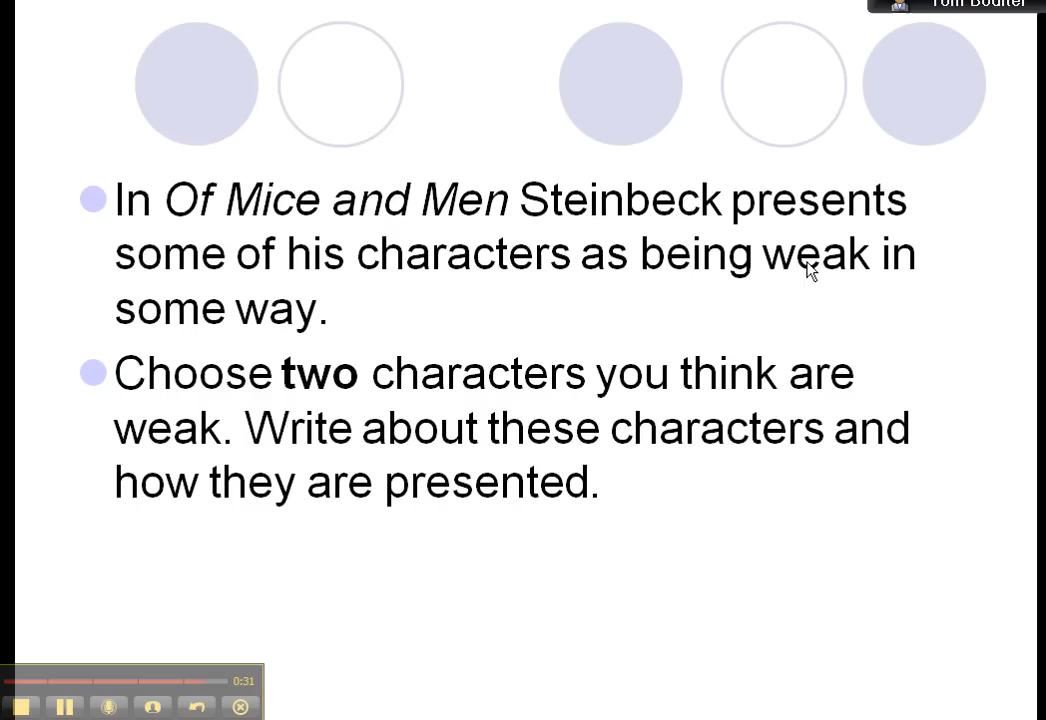 In Of Mice and Men Steinbeck presents
some of his characters as being weak in
some way.
Choose two characters you think are
weak. Write about these characters and
how they are presented.
0:31